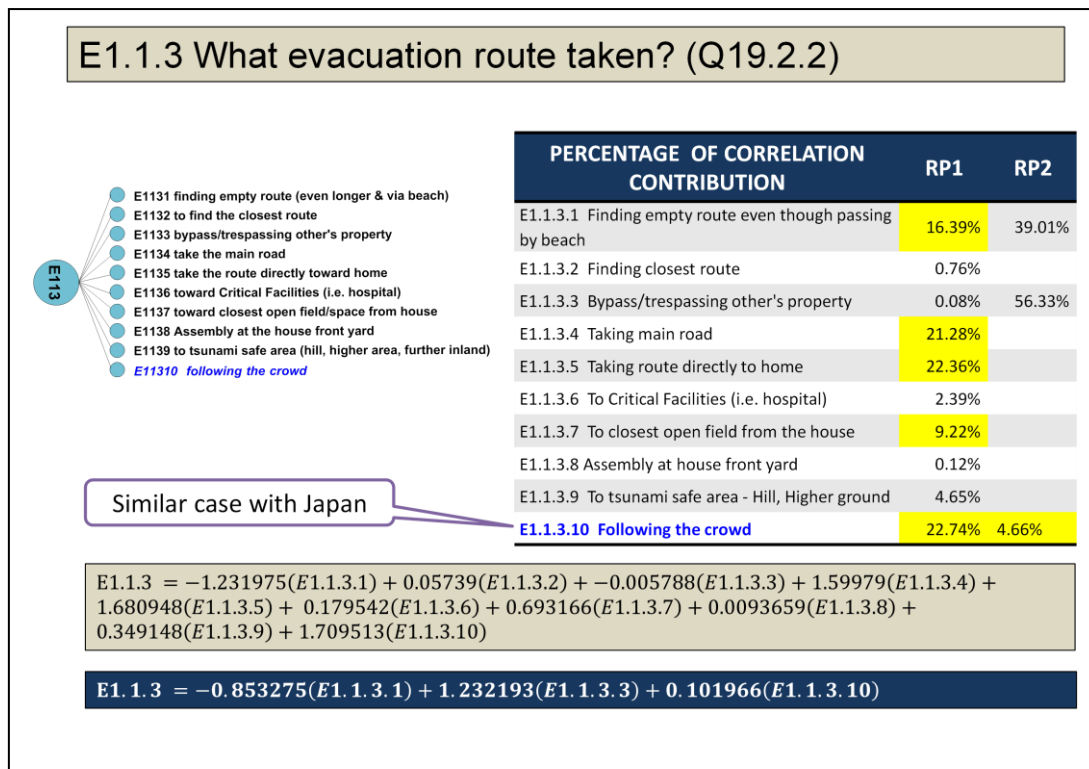 E1.1.3 What evacuation route taken? (Q19.2.2)
E113
E1131 finding empty route (even longer & via beach)
E1132 to find the closest route
E1133 bypass/trespassing other's property
E1134 take the main road
E1135 take the route directly toward home
E1136 toward Critical Facilities (i.e. hospital)
E1137 toward closest open field/space from house
E1138 Assembly at the house front yard
E1139 to tsunami safe area (hill, higher area, further inland)
E11310 following the crowd
PERCENTAGE OF CORRELATION
CONTRIBUTION
RP1
RP2
E1.1.3.1 Finding empty route even though passing
by beach
16.39%
39.01%
E1.1.3.2 Finding closest route
0.76%
E1.1.3.3 Bypass/trespassing other's property
0.08%
56.33%
E1.1.3.4 Taking main road
21.28%
E1.1.3.5 Taking route directly to home
22.36%
E1.1.3.6 To Critical Facilities (i.e. hospital)
2.39%
E1.1.3.7 To closest open field from the house
9.22%
E1.1.3.8 Assembly at house front yard
0.12%
E1.1.3.9 To tsunami safe area - Hill, Higher ground
4.65%
E1.1.3.10 Following the crowd
22.74%
4.66%
Similar case with Japan
E1.1.3 = −1.231975(E1.1.3.1) + 0.05739(E1.1.3.2) + −0.005788(E1.1.3.3) + 1.59979(E1.1.3.4) +
1.680948(E1.1.3.5) + 0.179542(E1.1.3.6) + 0.693166(E1.1.3.7) + 0.0093659(E1.1.3.8) +
0.349148(E1.1.3.9) + 1.709513(E1.1.3.10)
E1.1.3 = −0.853275(E1.1.3.1) + 1.232193(E1.1.3.3) + 0.101966(E1.1.3.10)